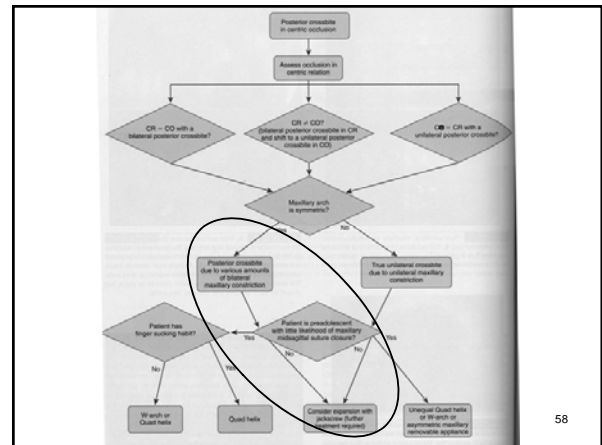 Posterior crossbite
in centric occlusion
Assess occlusion in
centric relation
CR = CO with a
bilateral posterior crossbite?
CR ≠ CO?
(bilateral posterior crossbite in CR
and shift to a unilateral posterior
crossbite in CO)
CO = CR with a
unilateral posterior crossbite?
Maxillary arch
is symmetric?
Yes
No
Posterior crossbite
due to various amounts
of bilateral
maxillary constriction
True unilateral crossbite
due to unilateral maxillary
constriction
Patient has
finger sucking habit?
Yes
Patient is preadolescent
with little likelihood of maxillary
midsagittal suture closure?
Yes
No
No
No
Yes
W-arch or
Quad helix
Quad helix
Consider expansion with
jackscrew (further
treatment required)
Unequal Quad helix
or W-arch or
asymmetric maxillary
removable appliance
58